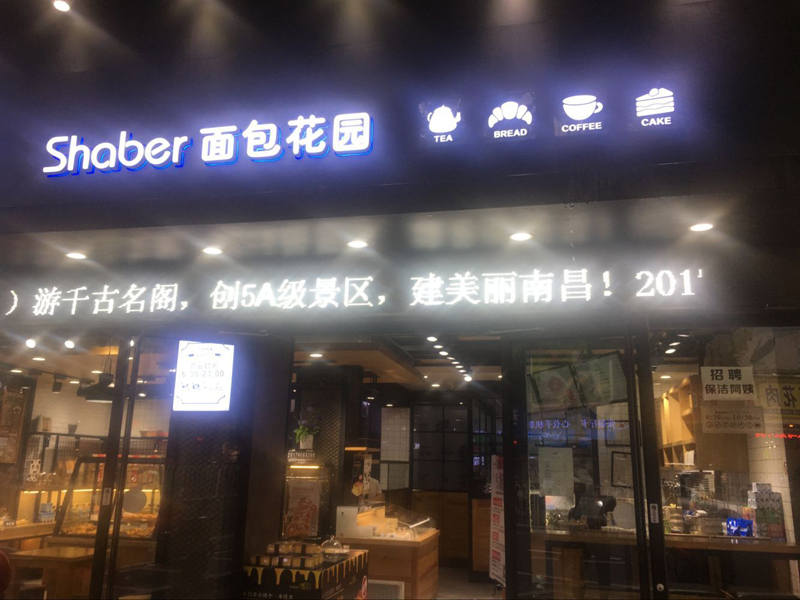 Shaber 面包花园
TEA
BREAD
COFFEE
CAKE
）游千古名阁，创5A级景区，建美丽南昌！201
招聘
保洁阿姨